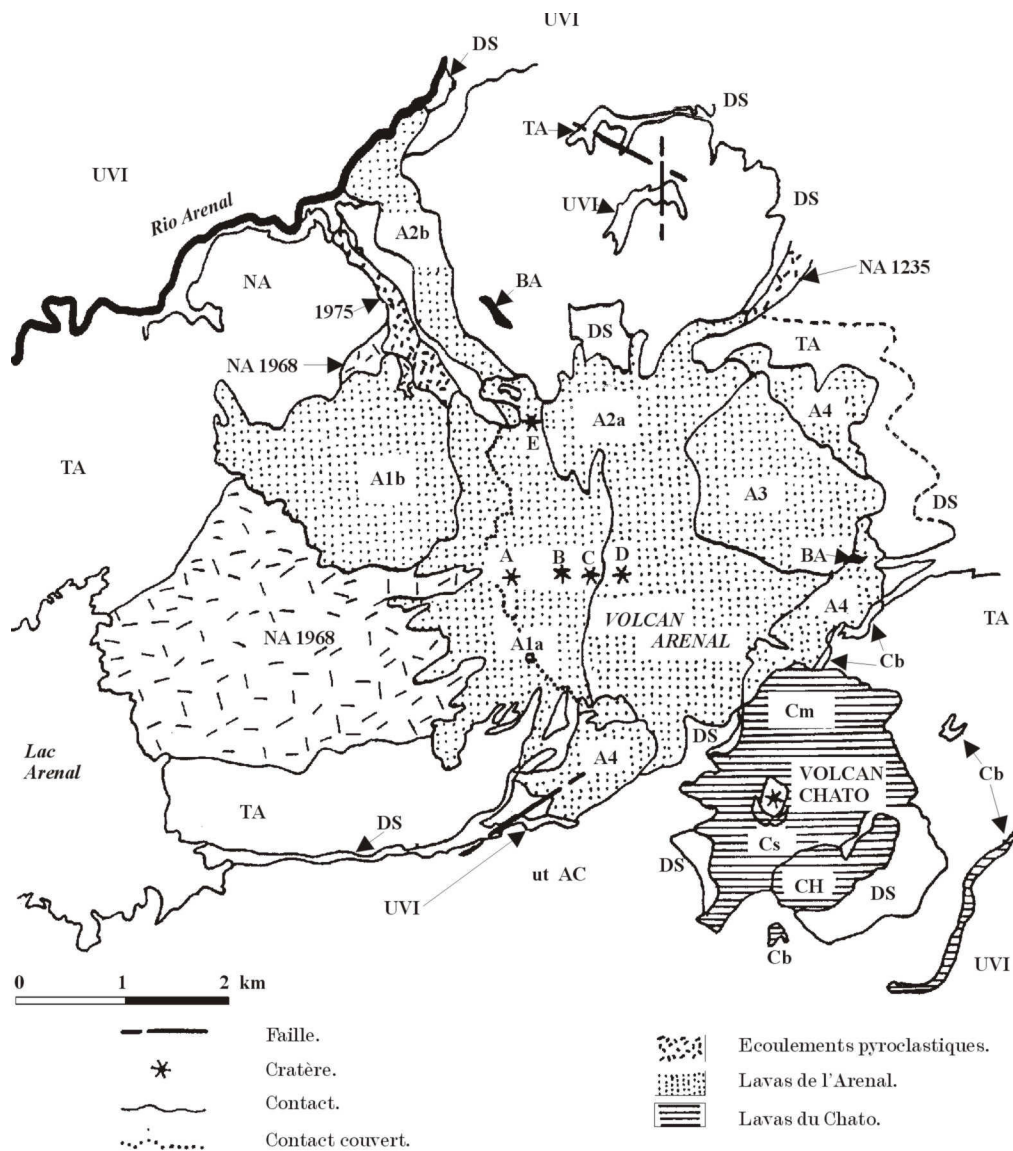 UVI
DS
DS
TA
UVI
Rio Arenal
UVI
DS
A2b
NA 1235
NA
BA
1975
DS
TA
NA 1968
A4
A2a
E
TA
A1b
A3
DS
BA
A
B
C
D
A4
NA 1968
VOLCAN
ARENAL
TA
A1a
Cb
Cm
DS
Lac
Arenal
A4
VOLCAN
CHATO
Cb
TA
DS
Cs
DS
ut AC
CH
DS
UVI
Cb
UVI
0 1 2 km
Faille.
Cratère.
Contact.
Contact couvert.
Ecoulements pyroclastiques.
Lavas de l'Arenal.
Lavas du Chato.